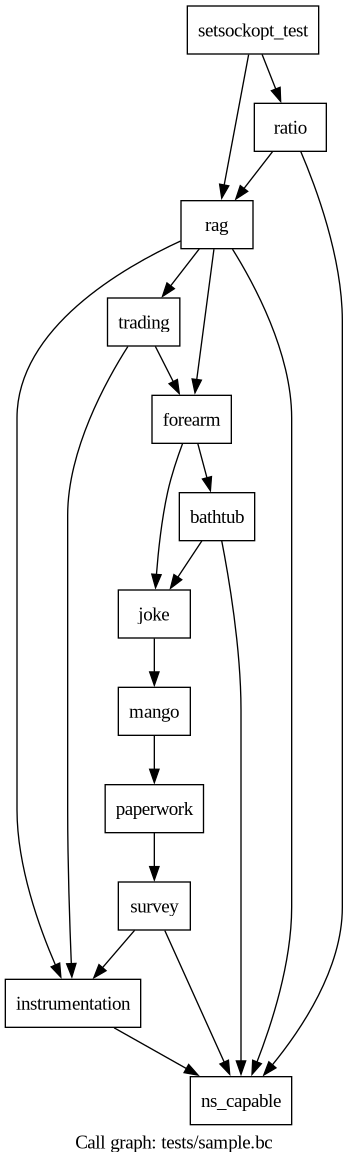 setsockopt_test
ratio
rag
trading
forearm
bathtub
joke
mango
paperwork
survey
instrumentation
ns_capable
Call graph: tests/sample.bc